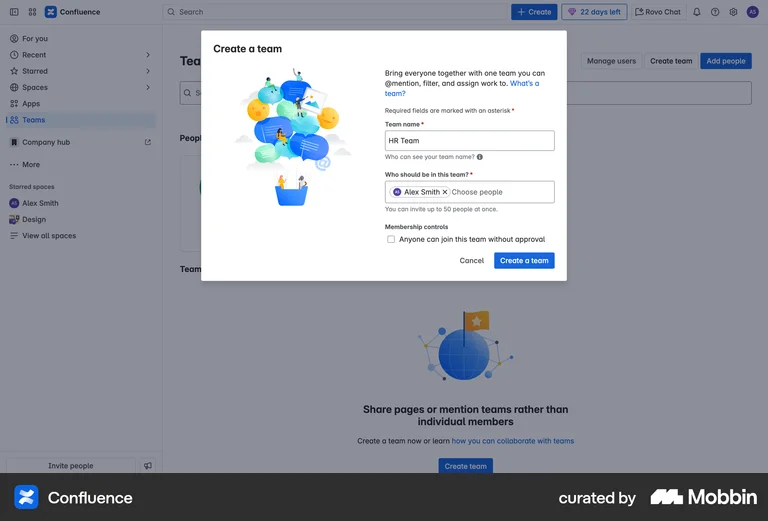 Confluence
Search
+ Create
22 days left
Rovo Chat
AS
For you
Recent
Starred
Spaces
Apps
Teams
Company hub
More
Starred spaces
Alex Smith
Design
View all spaces
Invite people
Manage users
Create team
Add people
Create a team
Bring everyone together with one team you can
@mention, filter, and assign work to. What's a
team?
Required fields are marked with an asterisk *
Team name *
HR Team
Who can see your team name?
Who should be in this team? *
AS Alex Smith Choose people
You can invite up to 50 people at once.
Membership controls
Anyone can join this team without approval
Cancel
Create a team
Share pages or mention teams rather than
individual members
Create a team now or learn how you can collaborate with teams
Create team
Confluence
curated by Mobbin